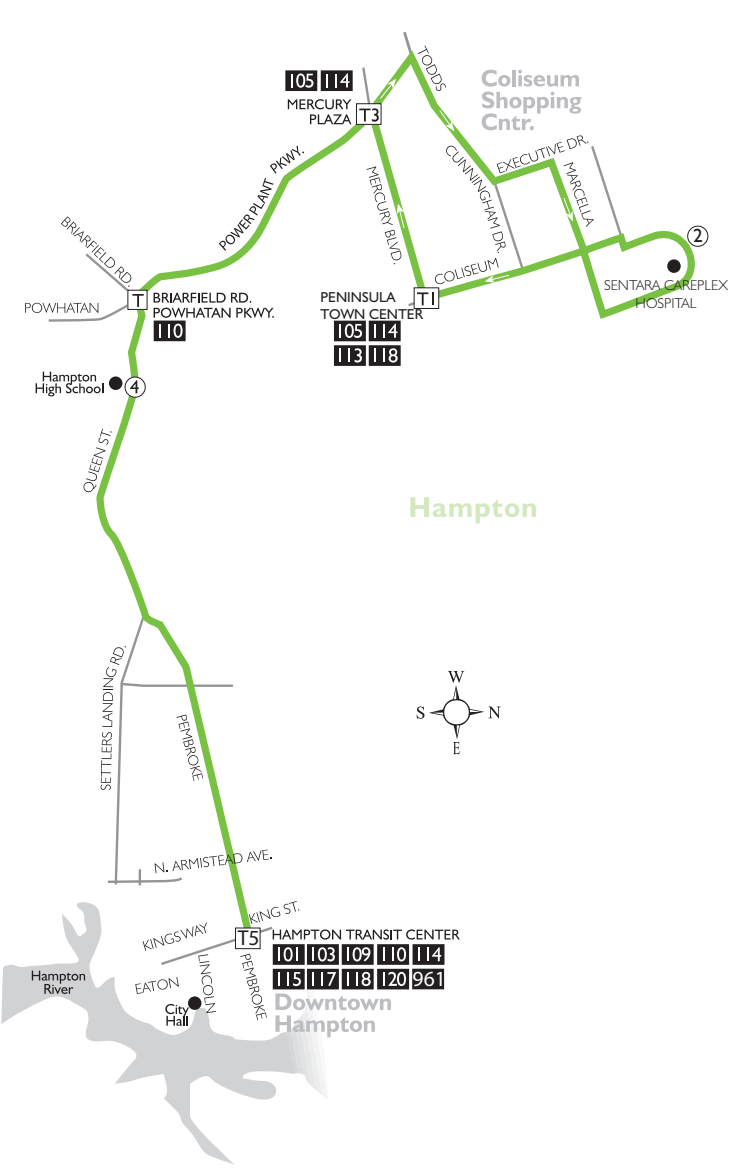 TODDS
Coliseum
Shopping
Cntr.
105 114
MERCURY
PLAZA
T3
EXECUTIVE DR.
CUNNINGHAM DR.
MARCELLA
POWER PLANT PKWY.
MERCURY BLVD.
BRIARFIELD RD.
2
COLISEUM
SENTARA CAREPLEX
HOSPITAL
POWHATAN
T
BRIARFIELD RD.
POWHATAN PKWY.
110
PENINSULA
TOWN CENTER
T1
105 114
113 118
Hampton
High School
4
QUEEN ST.
Hampton
SETTLERS LANDING RD.
W
S
N
E
PEMBROKE
N. ARMISTEAD AVE.
KING ST.
KINGSWAY
T5
HAMPTON TRANSIT CENTER
101 103 109 110 114
115 117 118 120 961
Hampton
River
EATON
LINCOLN
PEMBROKE
City
Hall
Downtown
Hampton